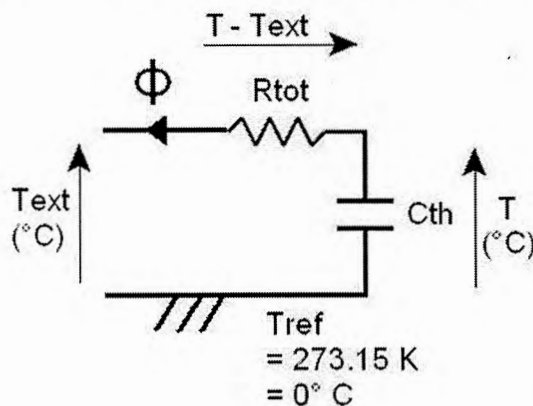 T - Text
Φ
Rtot
Text
(°C)
Cth
T
(°C)
Tref
= 273.15 K
= 0° C